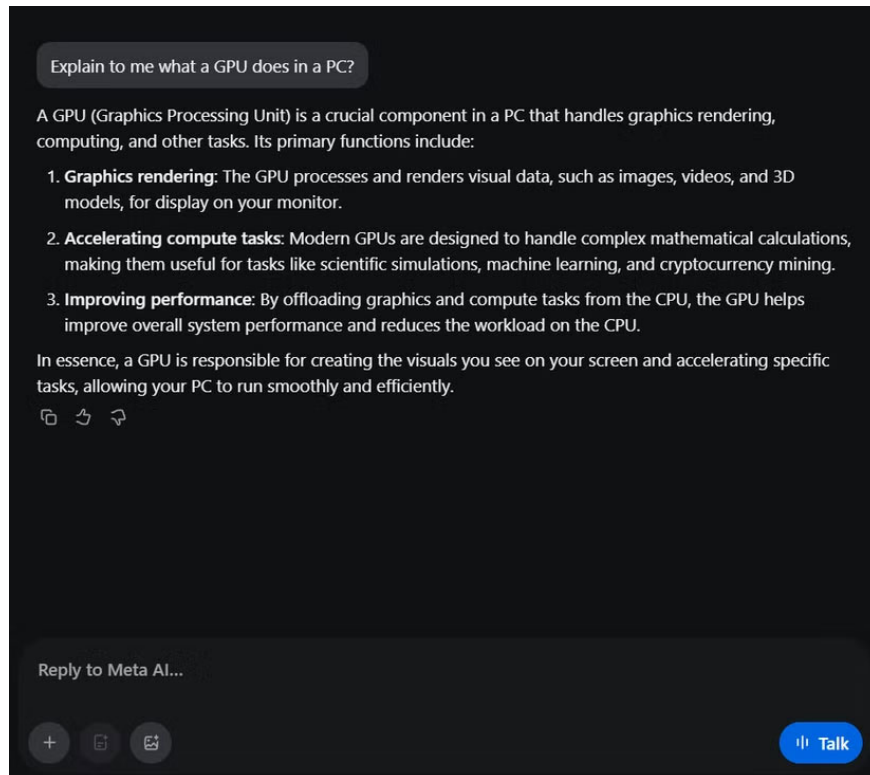 Explain to me what a GPU does in a PC?
A GPU (Graphics Processing Unit) is a crucial component in a PC that handles graphics rendering,
computing, and other tasks. Its primary functions include:
1. Graphics rendering: The GPU processes and renders visual data, such as images, videos, and 3D
models, for display on your monitor.
2. Accelerating compute tasks: Modern GPUs are designed to handle complex mathematical calculations,
making them useful for tasks like scientific simulations, machine learning, and cryptocurrency mining.
3. Improving performance: By offloading graphics and compute tasks from the CPU, the GPU helps
improve overall system performance and reduces the workload on the CPU.
In essence, a GPU is responsible for creating the visuals you see on your screen and accelerating specific
tasks, allowing your PC to run smoothly and efficiently.
Reply to Meta AI...
Talk